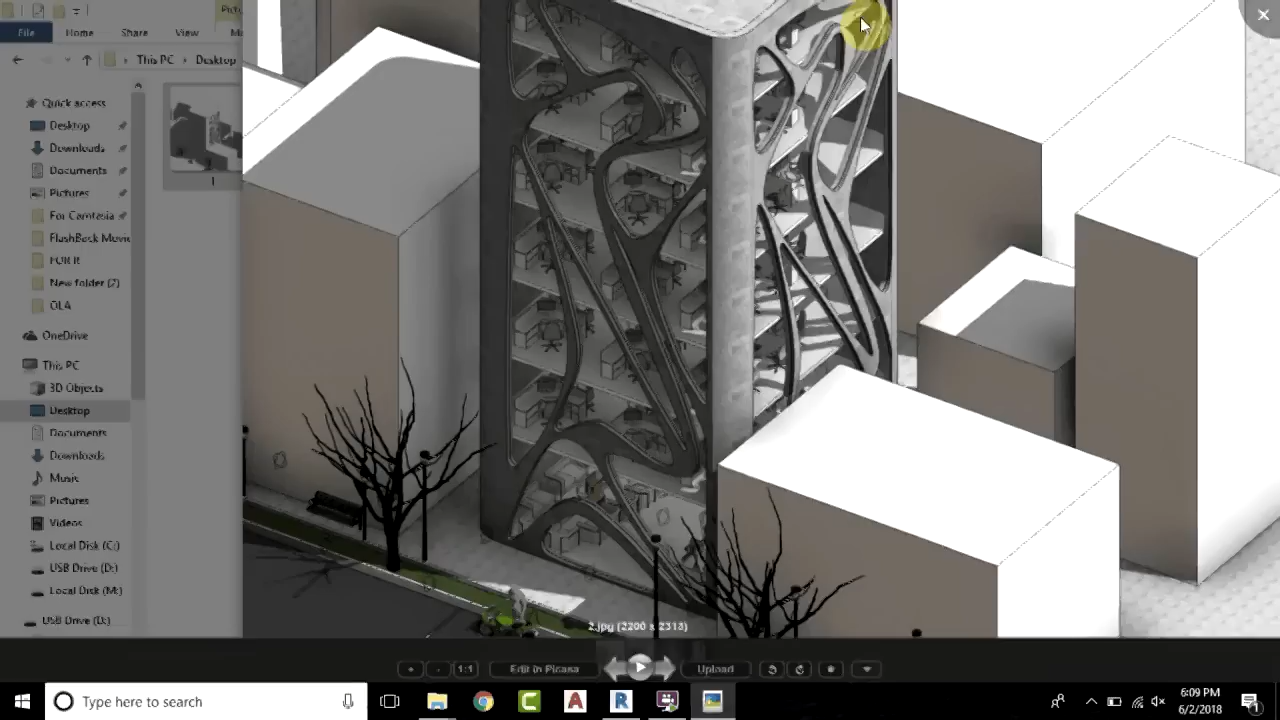 File
Home
Share
View
This PC
Desktop
Quick access
Desktop
Downloads
Documents
Pictures
For Camtasia
FlashBack Movie
FOR R
New folder (2)
OLA
OneDrive
This PC
3D Objects
Desktop
Documents
Downloads
Music
Pictures
Videos
Local Disk (C:)
USB Drive (D:)
Local Disk (M:)
USB Drive (D:)
1
2.jpg (2200 x 2313)
1:1
Edit in Picasa
Upload
Type here to search
6:09 PM
6/2/2018